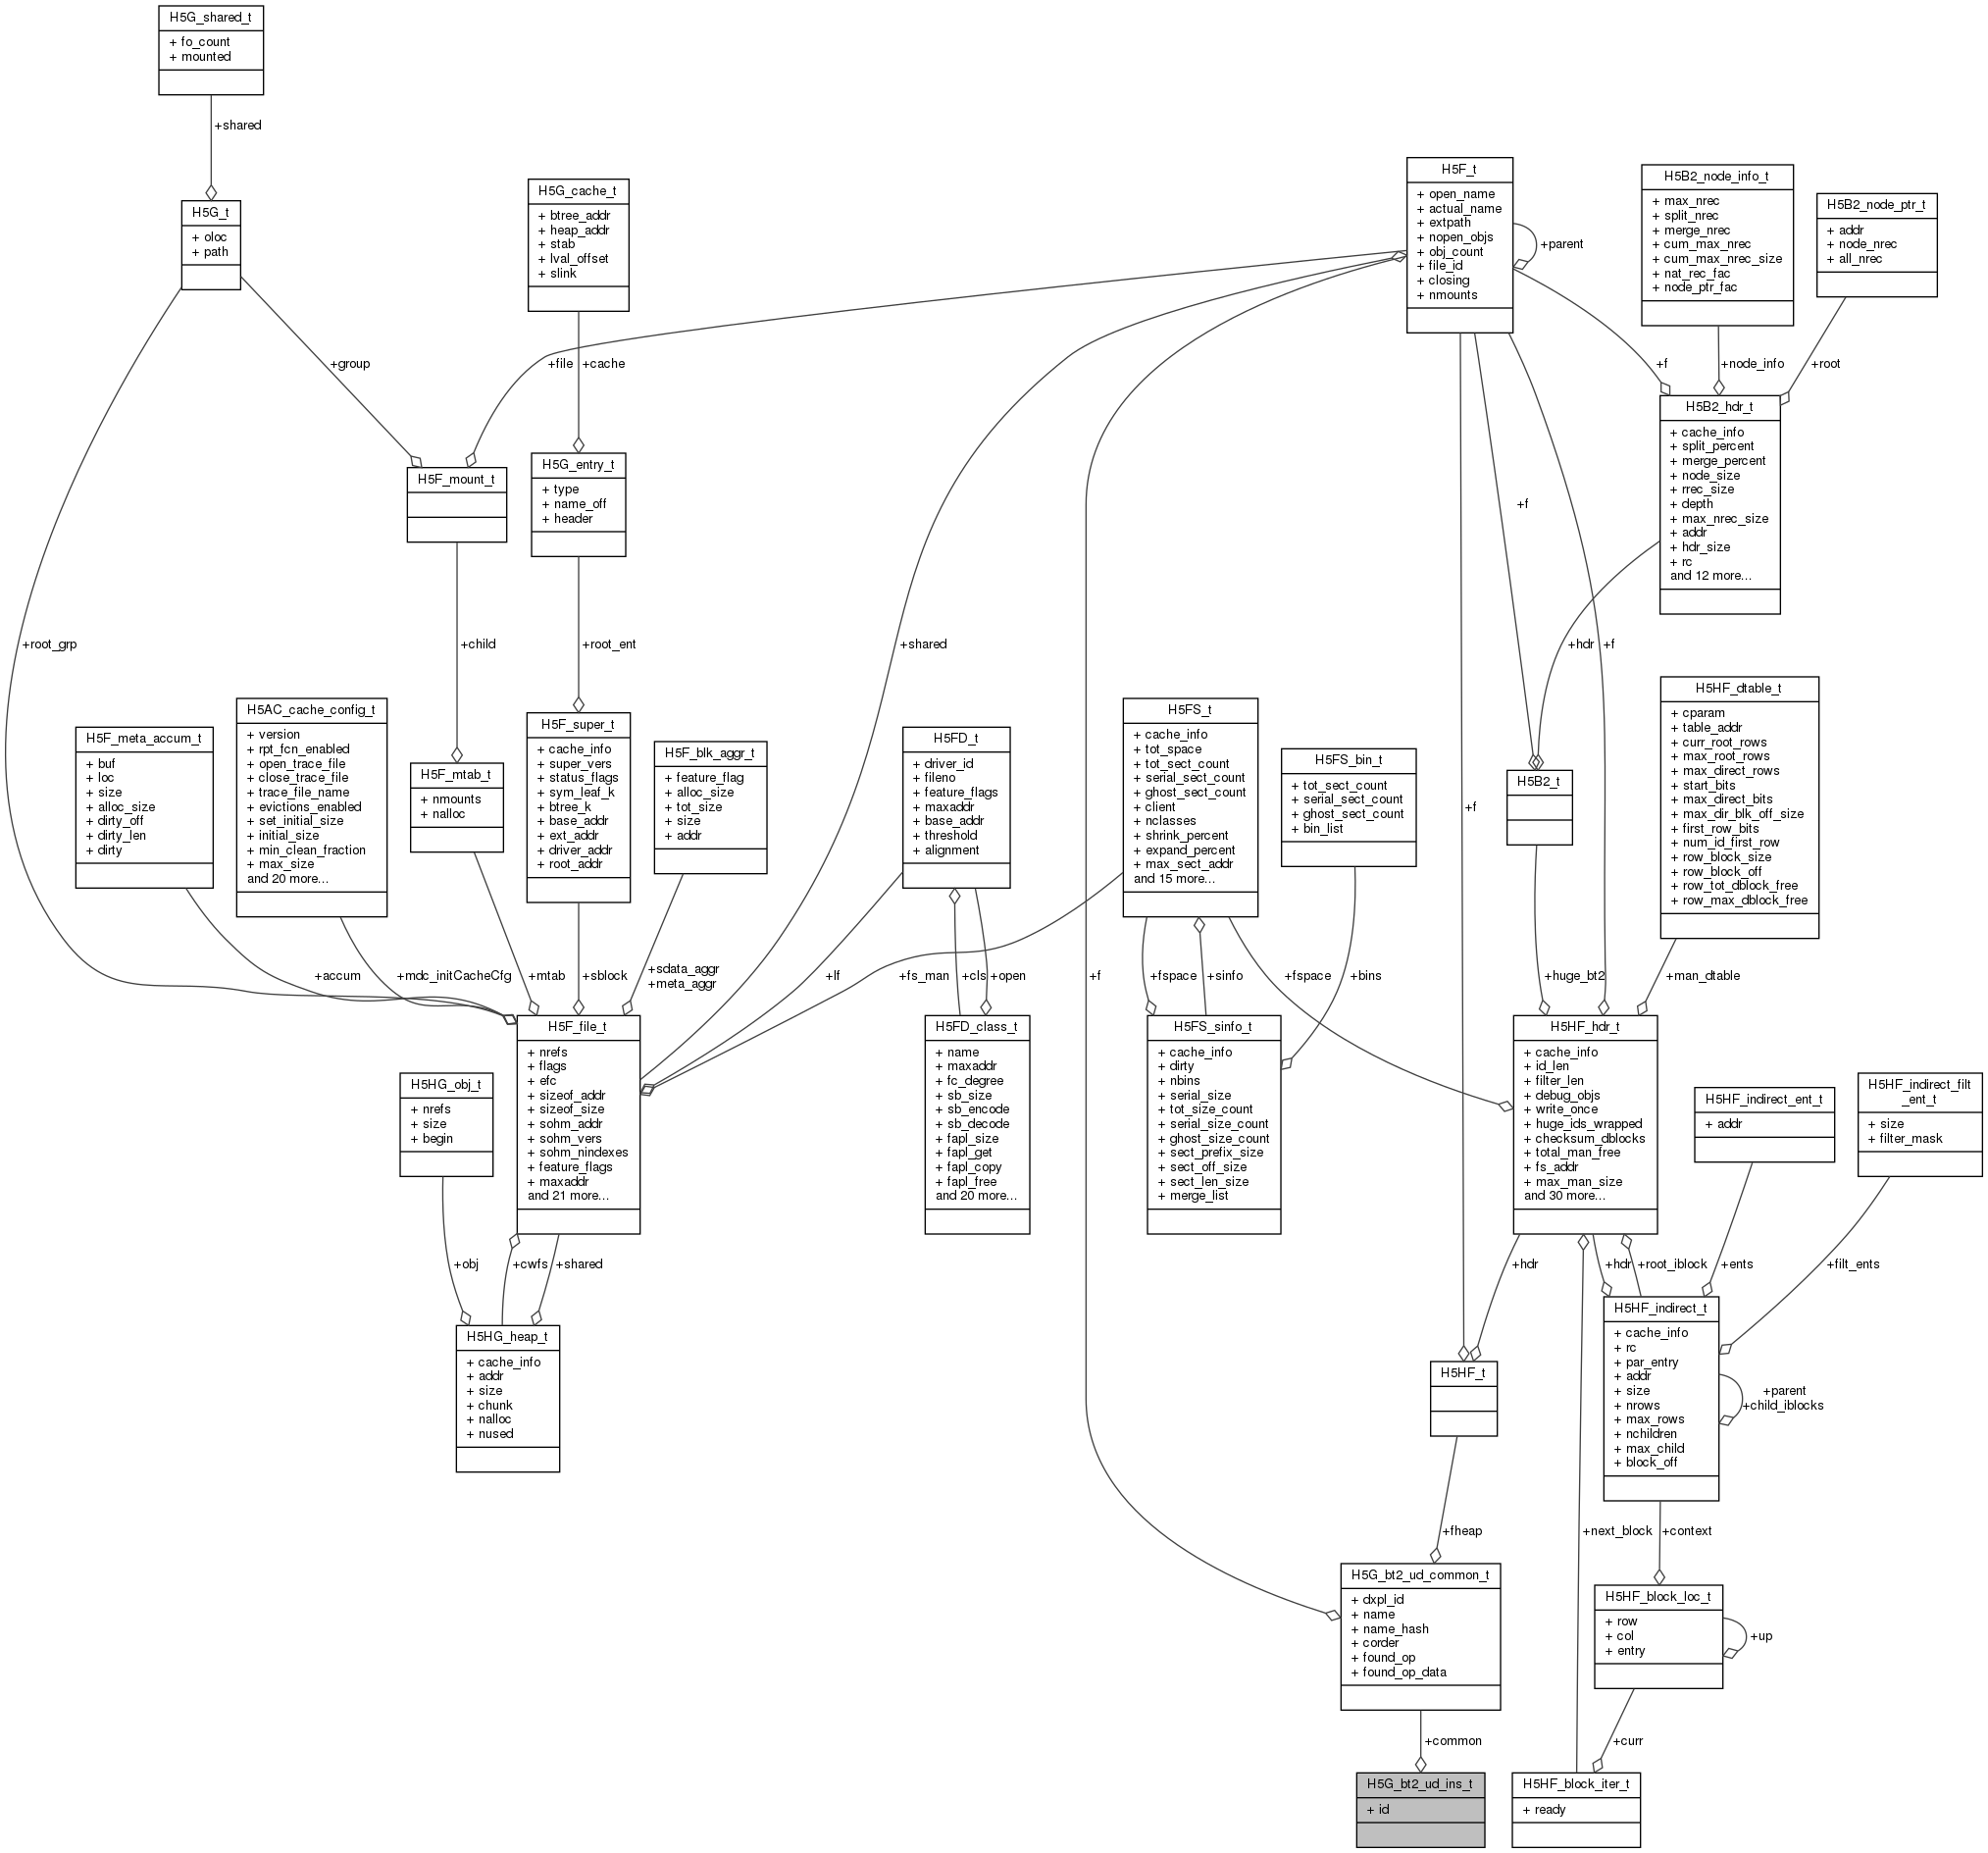 H5G_shared_t
+ fo_count
+ mounted
+shared
H5G_t
+ oloc
+ path
H5G_cache_t
+ btree_addr
+ heap_addr
+ stab
+ lval_offset
+ slink
H5F_t
+ open_name
+ actual_name
+ extpath
+ nopen_objs
+ obj_count
+ file_id
+ closing
+ nmounts
+parent
H5B2_node_info_t
+ max_nrec
+ split_nrec
+ merge_nrec
+ cum_max_nrec
+ cum_max_nrec_size
+ nat_rec_fac
+ node_ptr_fac
H5B2_node_ptr_t
+ addr
+ node_nrec
+ all_nrec
+group
+file
+cache
+f
+node_info
+root
H5F_mount_t
H5G_entry_t
+ type
+ name_off
+ header
H5B2_hdr_t
+ cache_info
+ split_percent
+ merge_percent
+ node_size
+ rrec_size
+ depth
+ max_nrec_size
+ addr
+ hdr_size
+ rc
and 12 more...
+f
+root_grp
+child
+root_ent
+shared
+hdr
+f
H5F_meta_accum_t
+ buf
+ loc
+ size
+ alloc_size
+ dirty_off
+ dirty_len
+ dirty
H5AC_cache_config_t
+ version
+ rpt_fcn_enabled
+ open_trace_file
+ close_trace_file
+ trace_file_name
+ evictions_enabled
+ set_initial_size
+ initial_size
+ min_clean_fraction
+ max_size
and 20 more...
H5F_mtab_t
+ nmounts
+ nalloc
H5F_super_t
+ cache_info
+ super_vers
+ status_flags
+ sym_leaf_k
+ btree_k
+ base_addr
+ ext_addr
+ driver_addr
+ root_addr
H5F_blk_aggr_t
+ feature_flag
+ alloc_size
+ tot_size
+ size
+ addr
H5FD_t
+ driver_id
+ fileno
+ feature_flags
+ maxaddr
+ base_addr
+ threshold
+ alignment
H5FS_t
+ cache_info
+ tot_space
+ tot_sect_count
+ serial_sect_count
+ ghost_sect_count
+ client
+ nclasses
+ shrink_percent
+ expand_percent
+ max_sect_addr
and 15 more...
H5FS_bin_t
+ tot_sect_count
+ serial_sect_count
+ ghost_sect_count
+ bin_list
+f
H5B2_t
H5HF_dtable_t
+ cparam
+ table_addr
+ curr_root_rows
+ max_root_rows
+ max_direct_rows
+ start_bits
+ max_direct_bits
+ max_dir_blk_off_size
+ first_row_bits
+ num_id_first_row
+ row_block_size
+ row_block_off
+ row_tot_dblock_free
+ row_max_dblock_free
+accum
+mdc_initCacheCfg
+mtab
+sblock
+sdata_aggr
+meta_aggr
+lf
+fs_man
+cls
+open
+f
+fspace
+sinfo
+fspace
+bins
+huge_bt2
+man_dtable
H5F_file_t
+ nrefs
+ flags
+ efc
+ sizeof_addr
+ sizeof_size
+ sohm_addr
+ sohm_vers
+ sohm_nindexes
+ feature_flags
+ maxaddr
and 21 more...
H5FD_class_t
+ name
+ maxaddr
+ fc_degree
+ sb_size
+ sb_encode
+ sb_decode
+ fapl_size
+ fapl_get
+ fapl_copy
+ fapl_free
and 20 more...
H5FS_sinfo_t
+ cache_info
+ dirty
+ nbins
+ serial_size
+ tot_size_count
+ serial_size_count
+ ghost_size_count
+ sect_prefix_size
+ sect_off_size
+ sect_len_size
+ merge_list
H5HF_hdr_t
+ cache_info
+ id_len
+ filter_len
+ debug_objs
+ write_once
+ huge_ids_wrapped
+ checksum_dblocks
+ total_man_free
+ fs_addr
+ max_man_size
and 30 more...
H5HG_obj_t
+ nrefs
+ size
+ begin
H5HF_indirect_ent_t
+ addr
H5HF_indirect_filt
_ent_t
+ size
+ filter_mask
+obj
+cwfs
+shared
+hdr
+hdr
+root_iblock
+ents
+filt_ents
H5HG_heap_t
+ cache_info
+ addr
+ size
+ chunk
+ nalloc
+ nused
H5HF_t
H5HF_indirect_t
+ cache_info
+ rc
+ par_entry
+ addr
+ size
+ nrows
+ max_rows
+ nchildren
+ max_child
+ block_off
+parent
+child_iblocks
+fheap
+next_block
+context
H5G_bt2_ud_common_t
+ dxpl_id
+ name
+ name_hash
+ corder
+ found_op
+ found_op_data
H5HF_block_loc_t
+ row
+ col
+ entry
+up
+common
+curr
H5G_bt2_ud_ins_t
+ id
H5HF_block_iter_t
+ ready